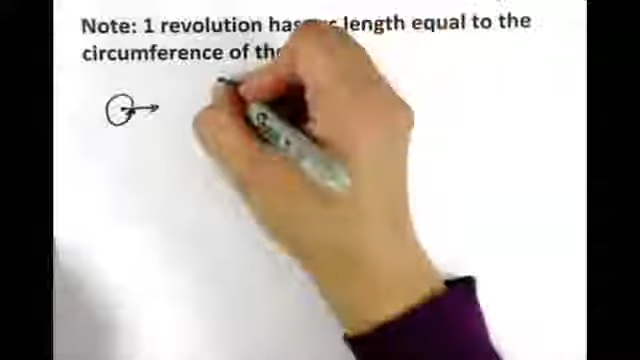 Note: 1 revolution has length equal to the
circumference of the